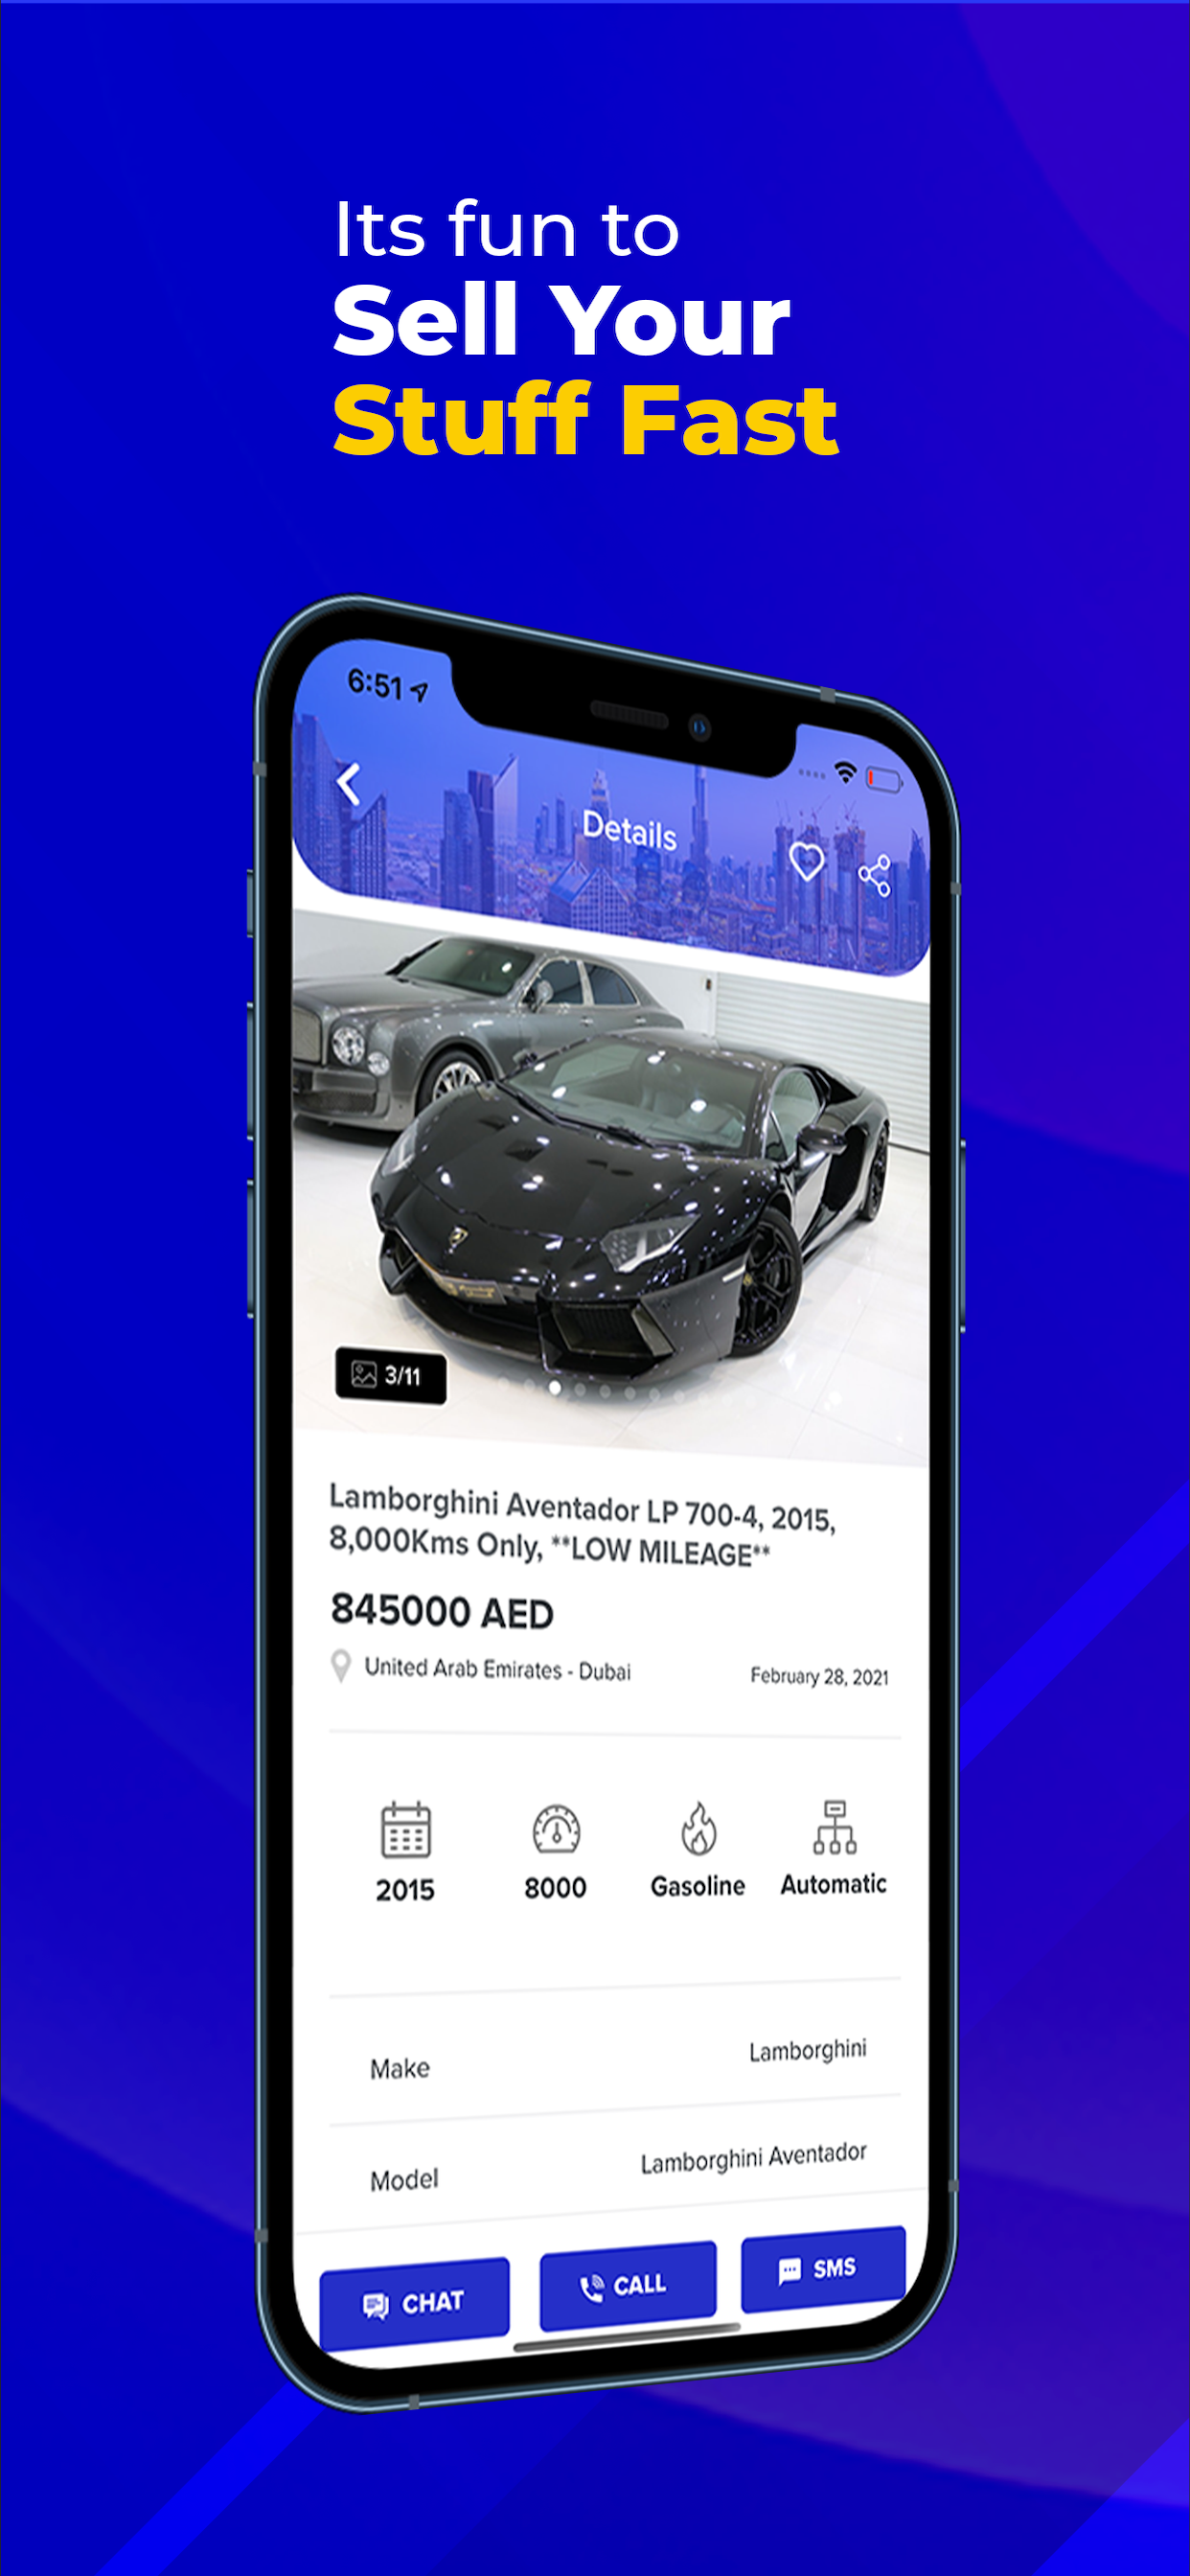 Its fun to
Sell Your
Stuff Fast
6:51
Details
3/11
Lamborghini Aventador LP 700-4, 2015,
8,000Kms Only, **LOW MILEAGE**
845000 AED
United Arab Emirates - Dubai
February 28, 2021
2015
8000
Gasoline
Automatic
Make
Lamborghini
Model
Lamborghini Aventador
CHAT
CALL
SMS